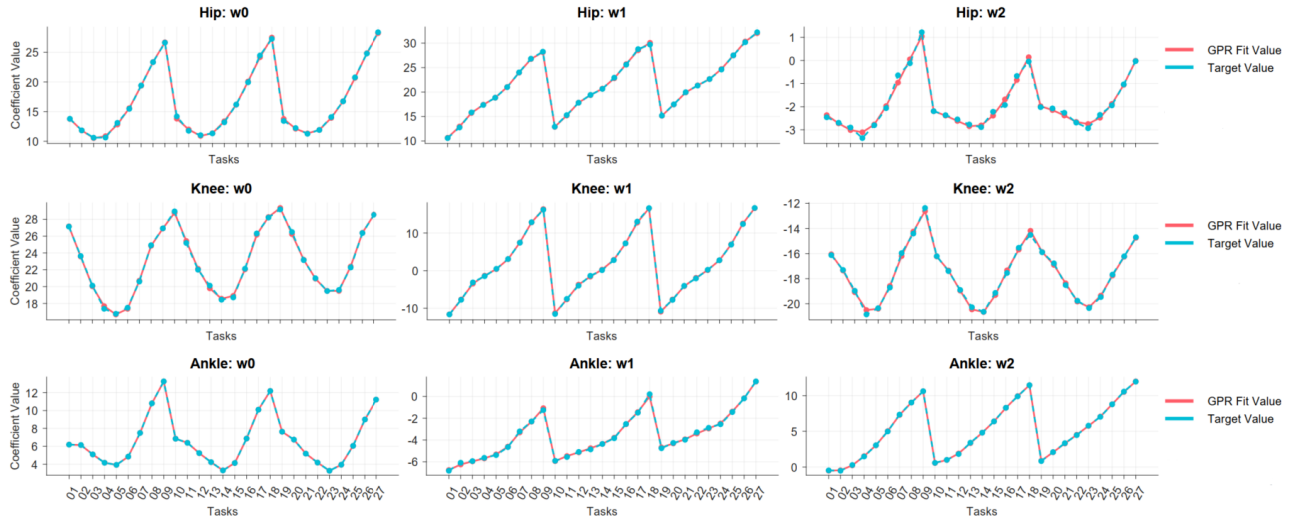 Hip: w0
Hip: w1
Hip: w2
Coefficient Value
25
20
15
10
30
25
20
15
10
1
0
-1
-2
-3
GPR Fit Value
Target Value
Tasks
Tasks
Tasks
Knee: w0
Knee: w1
Knee: w2
Coefficient Value
28
26
24
22
20
18
10
0
-10
-12
-14
-16
-18
-20
GPR Fit Value
Target Value
Tasks
Tasks
Tasks
Ankle: w0
Ankle: w1
Ankle: w2
Coefficient Value
12
10
8
6
4
0
-2
-4
-6
10
5
0
GPR Fit Value
Target Value
01 02 03 04 05 06 07 08 09 10 11 12 13 14 15 16 17 18 19 20 21 22 23 24 25 26 27
01 02 03 04 05 06 07 08 09 10 11 12 13 14 15 16 17 18 19 20 21 22 23 24 25 26 27
01 02 03 04 05 06 07 08 09 10 11 12 13 14 15 16 17 18 19 20 21 22 23 24 25 26 27
Tasks
Tasks
Tasks